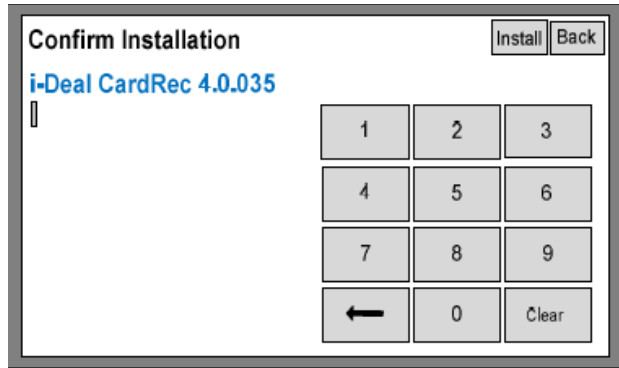 Confirm Installation Install Back
i-Deal CardRec 4.0.035
1 2 3
4 5 6
7 8 9
0 Clear